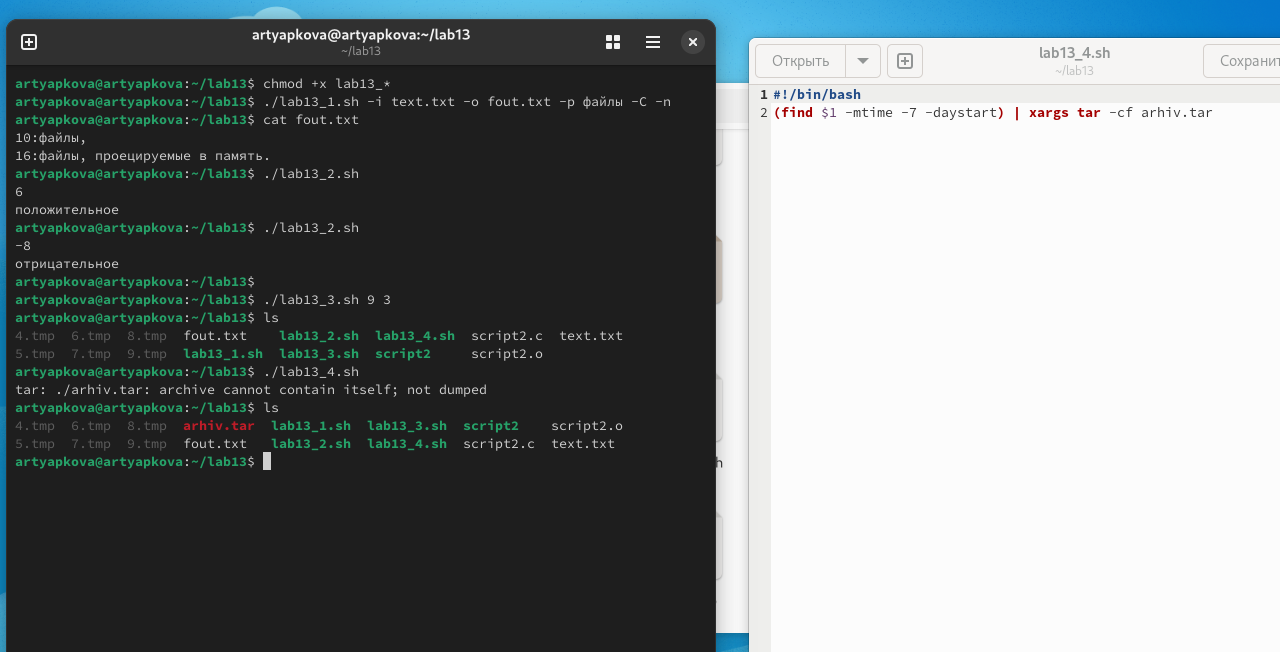 artyapkova@artyapkova:~/lab13
~/lab13
artyapkova@artyapkova:~/lab13$ chmod +x lab13_*
artyapkova@artyapkova:~/lab13$ ./lab13_1.sh -i text.txt -o fout.txt -p файлы -C -n
artyapkova@artyapkova:~/lab13$ cat fout.txt
10:файлы,
16:файлы, проецируемые в память.
artyapkova@artyapkova:~/lab13$ ./lab13_2.sh
6
положительное
artyapkova@artyapkova:~/lab13$ ./lab13_2.sh
-8
отрицательное
artyapkova@artyapkova:~/lab13$
artyapkova@artyapkova:~/lab13$ ./lab13_3.sh 9 3
artyapkova@artyapkova:~/lab13$ ls
4.tmp 6.tmp 8.tmp fout.txt lab13_2.sh lab13_4.sh script2.c text.txt
5.tmp 7.tmp 9.tmp lab13_1.sh lab13_3.sh script2 script2.o
artyapkova@artyapkova:~/lab13$ ./lab13_4.sh
tar: ./arhiv.tar: archive cannot contain itself; not dumped
artyapkova@artyapkova:~/lab13$ ls
4.tmp 6.tmp 8.tmp arhiv.tar lab13_1.sh lab13_3.sh script2 script2.o
5.tmp 7.tmp 9.tmp fout.txt lab13_2.sh lab13_4.sh script2.c text.txt
artyapkova@artyapkova:~/lab13$
h
Открыть
lab13_4.sh
~/lab13
Сохранит
1 #!/bin/bash
2 (find $1 -mtime -7 -daystart) | xargs tar -cf arhiv.tar